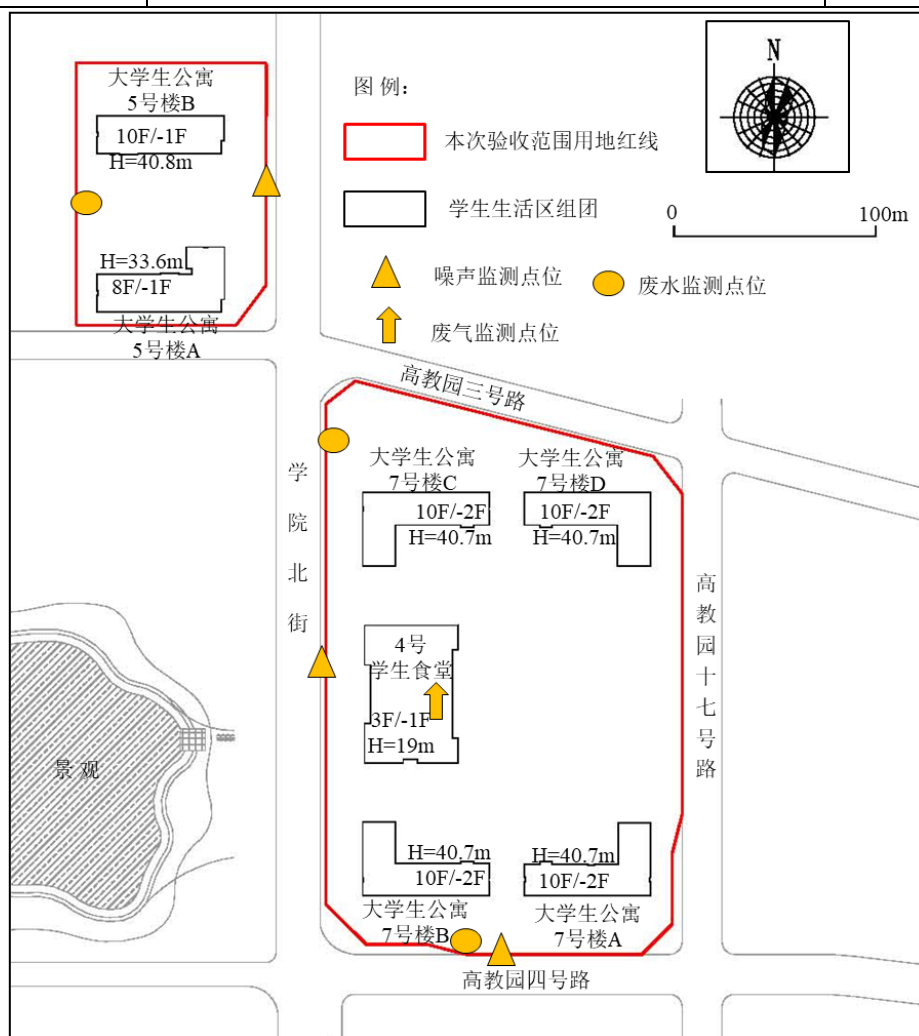 大学生公寓
5号楼B
10F/-1F
H=40.8m
H=33.6m
8F/-1F
大学生公寓
5号楼A
图 例：
本次验收范围用地红线
学生生活区组团
噪声监测点位
废水监测点位
废气监测点位
N
0
100m
高教园三号路
学院北街
大学生公寓
7号楼C
10F/-2F
H=40.7m
大学生公寓
7号楼D
10F/-2F
H=40.7m
高教园十七号路
4号
学生食堂
3F/-1F
H=19m
景观
H=40.7m
10F/-2F
大学生公寓
7号楼B
H=40.7m
10F/-2F
大学生公寓
7号楼A
高教园四号路